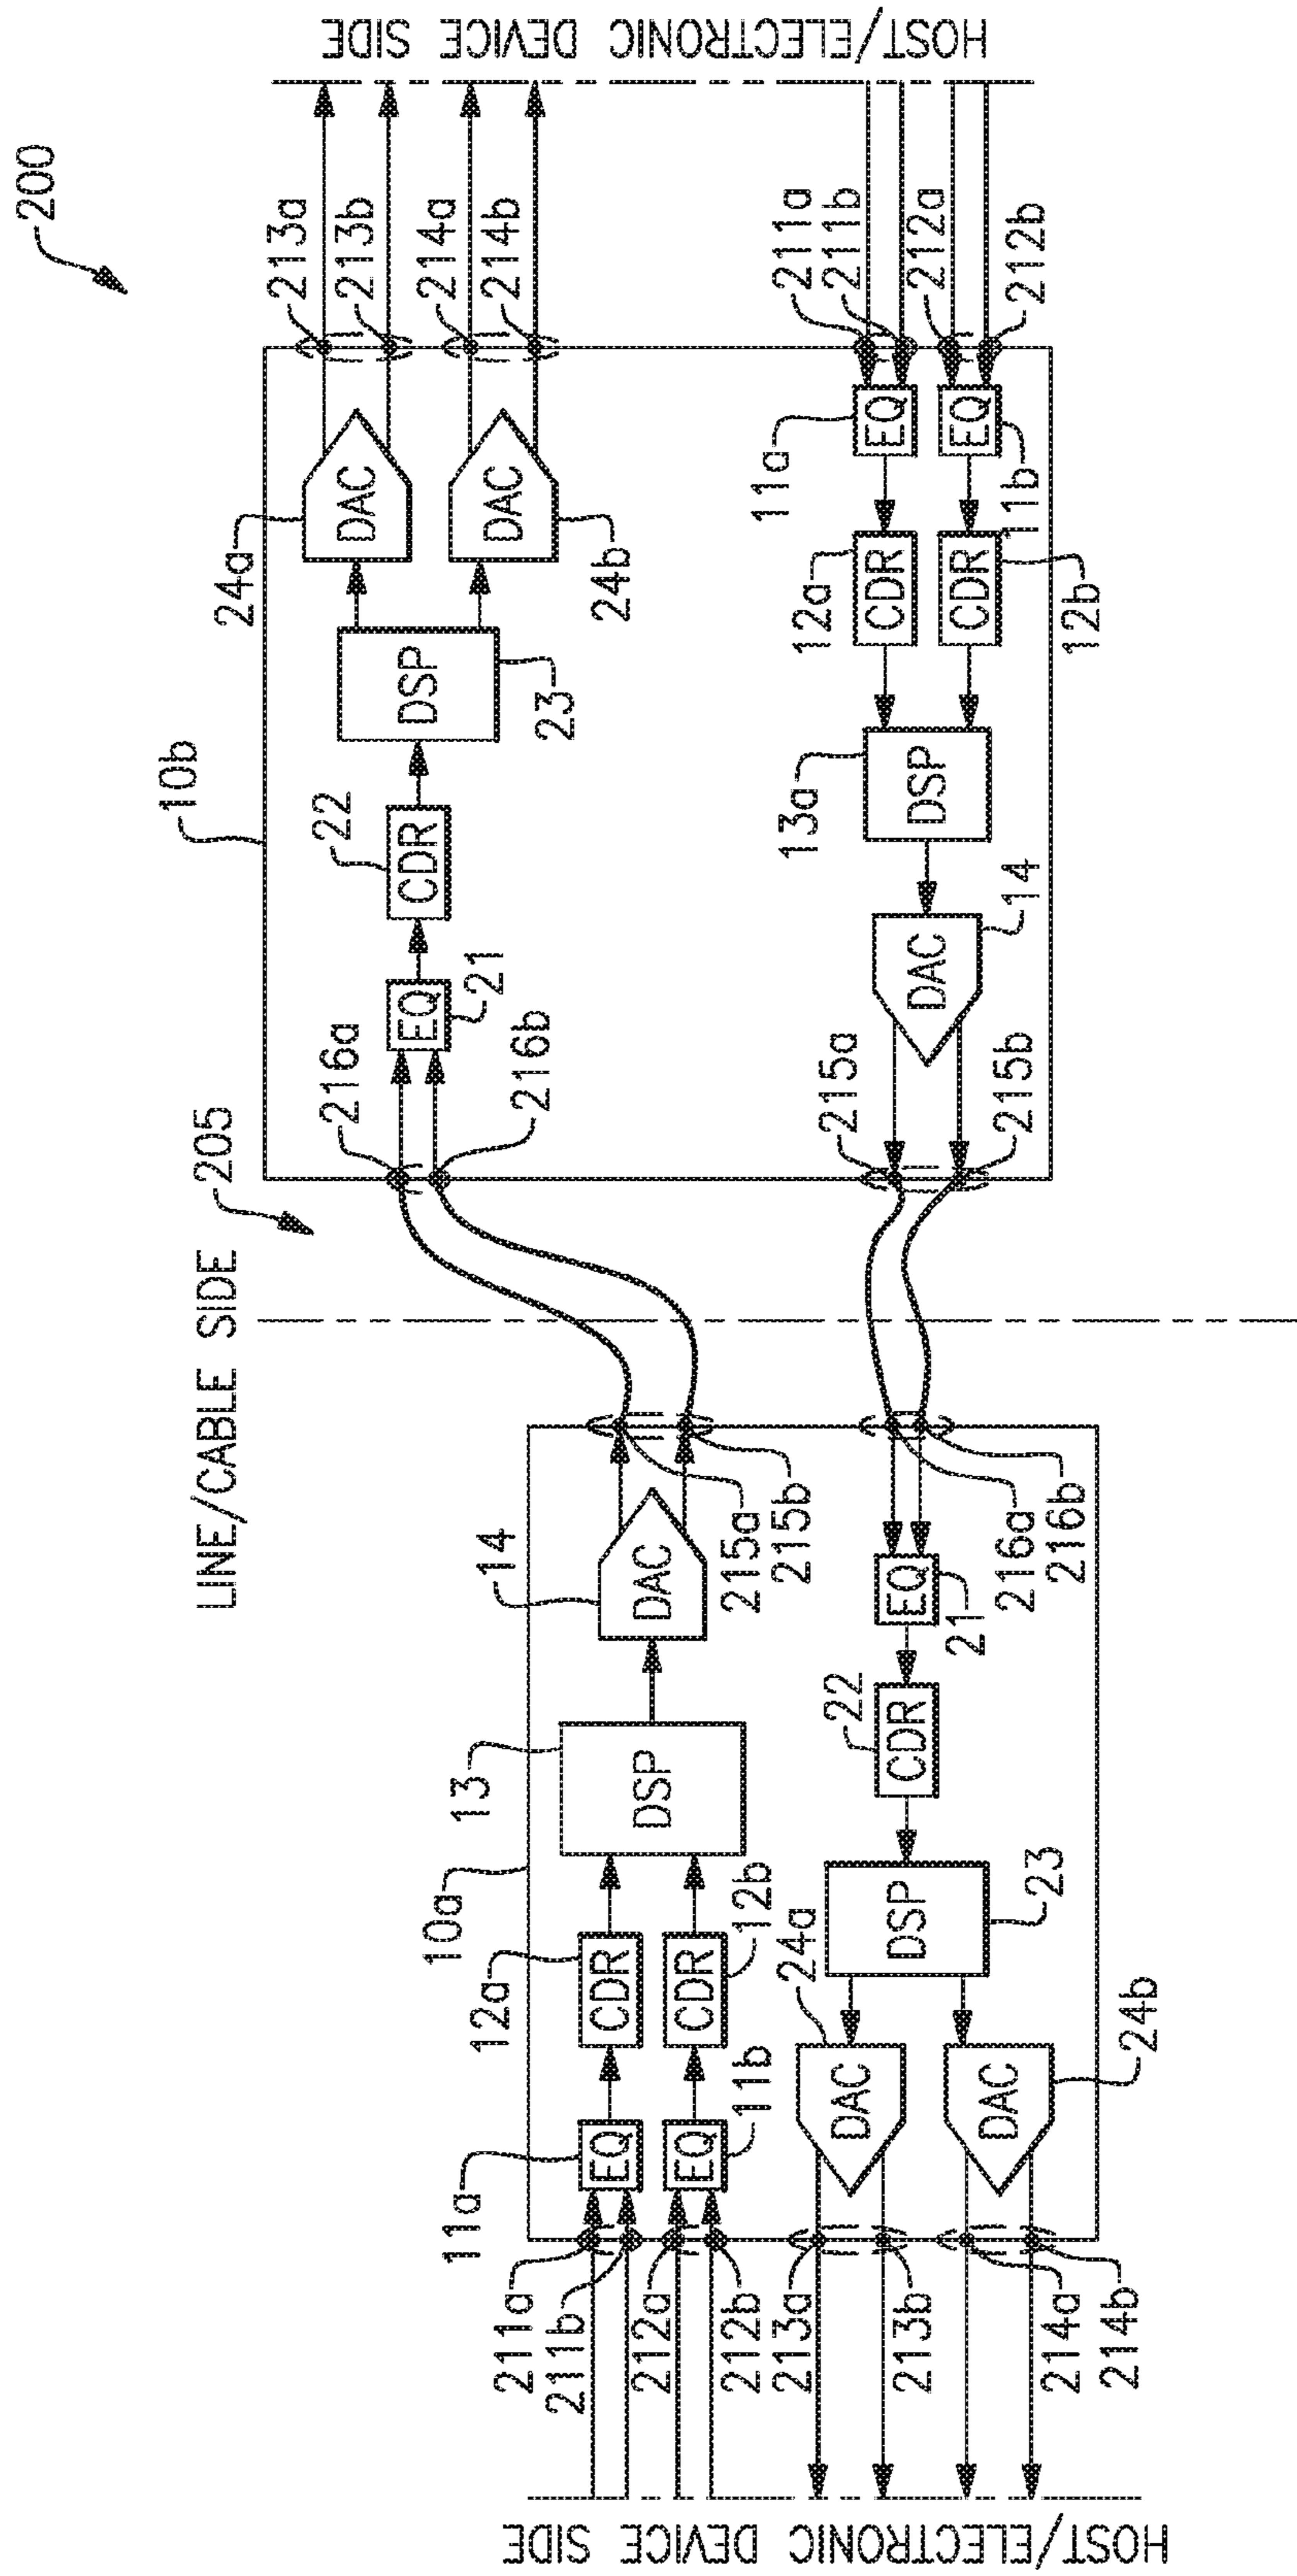 200
LINE/CABLE SIDE
205
10b
216a
216b
EQ
21
CDR
22
DSP
23
24a
DAC
DAC
24b
213a
213b
214a
214b
HOST/ELECTRONIC DEVICE SIDE
211a
211b
212a
212b
11a
EQ
EQ
11b
12a
CDR
CDR
12b
13a
DSP
DAC
14
215a
215b
HOST/ELECTRONIC DEVICE SIDE
10a
211a
211b
212a
212b
11a
EQ
EQ
11b
12a
CDR
CDR
12b
13
DSP
14
DAC
215a
215b
216a
216b
EQ
21
22
CDR
DSP
23
24a
DAC
DAC
24b
213a
213b
214a
214b